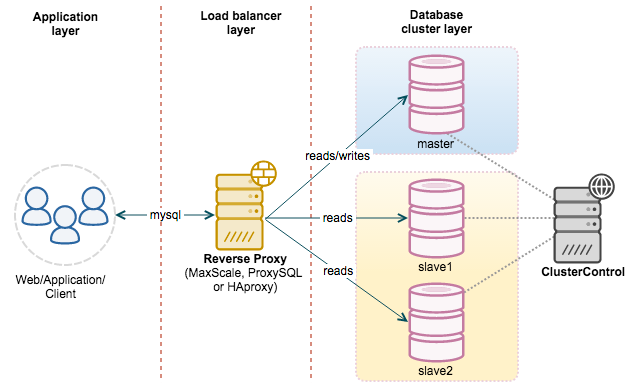 Application
layer
Load balancer
layer
Database
cluster layer
master
reads/writes
mysql
reads
Reverse Proxy
(MaxScale, ProxySQL
or HAproxy)
reads
slave1
ClusterControl
Web/Application/
Client
slave2